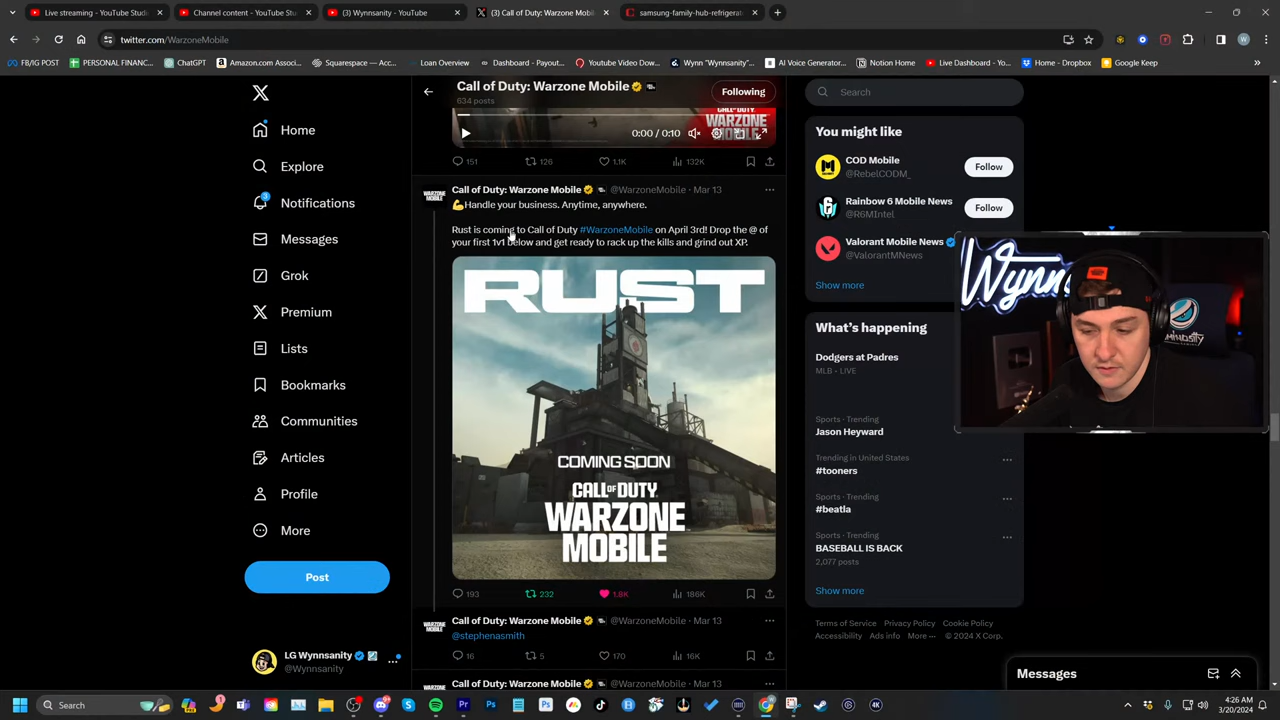 Live streaming - YouTube Studi
Channel content - YouTube Stu
(3) Wynnsanity - YouTube
(3) Call of Duty: Warzone Mobil
samsung-family-hub-refrigerat
twitter.com/WarzoneMobile
FB/IG POST
PERSONAL FINANC...
ChatGPT
Amazon.com Associ...
Squarespace — Acc...
Loan Overview
Dashboard - Payout...
Youtube Video Dow...
Wynn "Wynnsanity"...
AI Voice Generator...
Notion Home
Live Dashboard - Yo...
Home - Dropbox
Google Keep
Home
Explore
3
Notifications
Messages
Grok
Premium
Lists
Bookmarks
Communities
Articles
Profile
More
Post
LG Wynnsanity
@Wynnsanity
Call of Duty: Warzone Mobile
634 posts
Following
WARZONE
0:00 / 0:10
151 126 1.1K 132K
Call of Duty: Warzone Mobile @WarzoneMobile · Mar 13
💪Handle your business. Anytime, anywhere.
Rust is coming to Call of Duty #WarzoneMobile on April 3rd! Drop the @ of
your first 1v1 below and get ready to rack up the kills and grind out XP.
RUST
COMING SOON
CALL OF DUTY
WARZONE
MOBILE
193 232 1.8K 186K
Call of Duty: Warzone Mobile @WarzoneMobile · Mar 13
@stephenasmith
16 5 170 16K
Call of Duty: Warzone Mobile @WarzoneMobile · Mar 13
Search
You might like
COD Mobile
@RebelCODM_
Follow
Rainbow 6 Mobile News
@R6MIntel
Follow
Valorant Mobile News
@ValorantMNews
Show more
What's happening
Dodgers at Padres
MLB · LIVE
Sports · Trending
Jason Heyward
Trending in United States
#tooners
Sports · Trending
#beatla
Sports · Trending
BASEBALL IS BACK
2,077 posts
Show more
Terms of Service Privacy Policy Cookie Policy
Accessibility Ads info More ··· © 2024 X Corp.
Wynns
Messages
Search
4:26 AM
3/20/2024